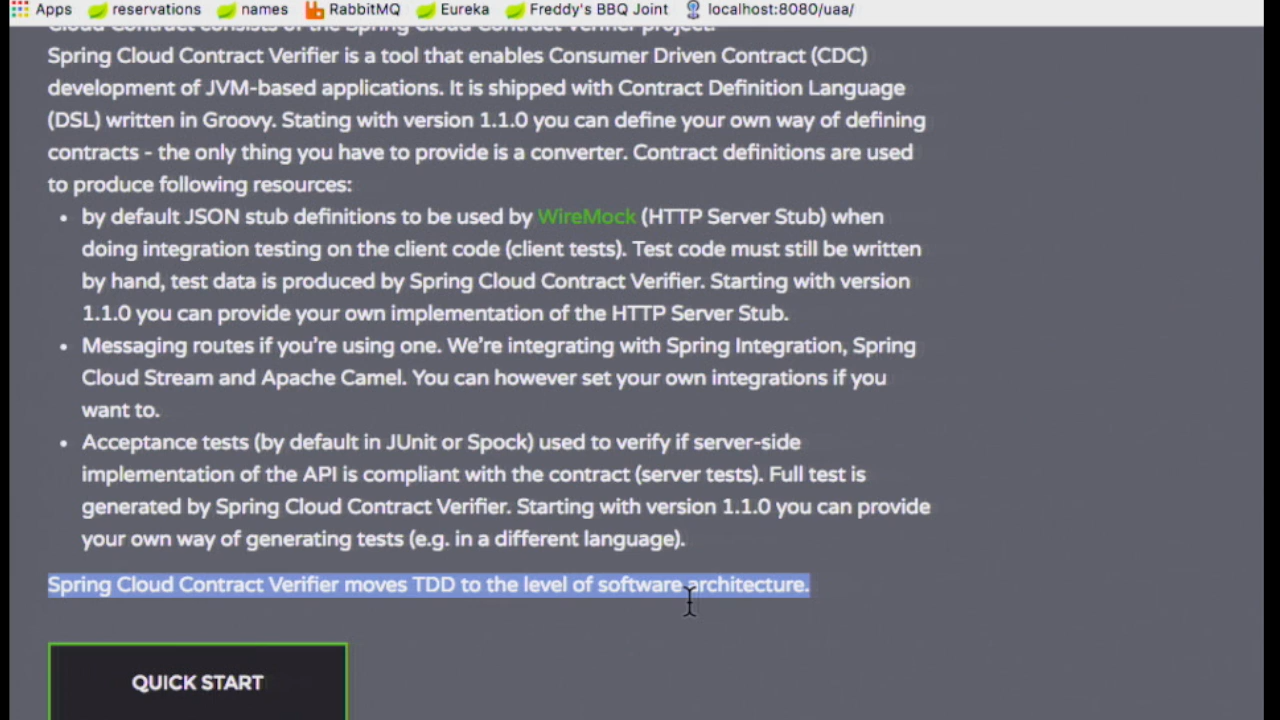 Apps reservations names RabbitMQ Eureka Freddy's BBQ Joint localhost:8080/uaa/
Cloud Contract consists of the Spring Cloud Contract Verifier project.
Spring Cloud Contract Verifier is a tool that enables Consumer Driven Contract (CDC)
development of JVM-based applications. It is shipped with Contract Definition Language
(DSL) written in Groovy. Stating with version 1.1.0 you can define your own way of defining
contracts - the only thing you have to provide is a converter. Contract definitions are used
to produce following resources:
• by default JSON stub definitions to be used by WireMock (HTTP Server Stub) when
doing integration testing on the client code (client tests). Test code must still be written
by hand, test data is produced by Spring Cloud Contract Verifier. Starting with version
1.1.0 you can provide your own implementation of the HTTP Server Stub.
• Messaging routes if you’re using one. We’re integrating with Spring Integration, Spring
Cloud Stream and Apache Camel. You can however set your own integrations if you
want to.
• Acceptance tests (by default in JUnit or Spock) used to verify if server-side
implementation of the API is compliant with the contract (server tests). Full test is
generated by Spring Cloud Contract Verifier. Starting with version 1.1.0 you can provide
your own way of generating tests (e.g. in a different language).
Spring Cloud Contract Verifier moves TDD to the level of software architecture.
QUICK START